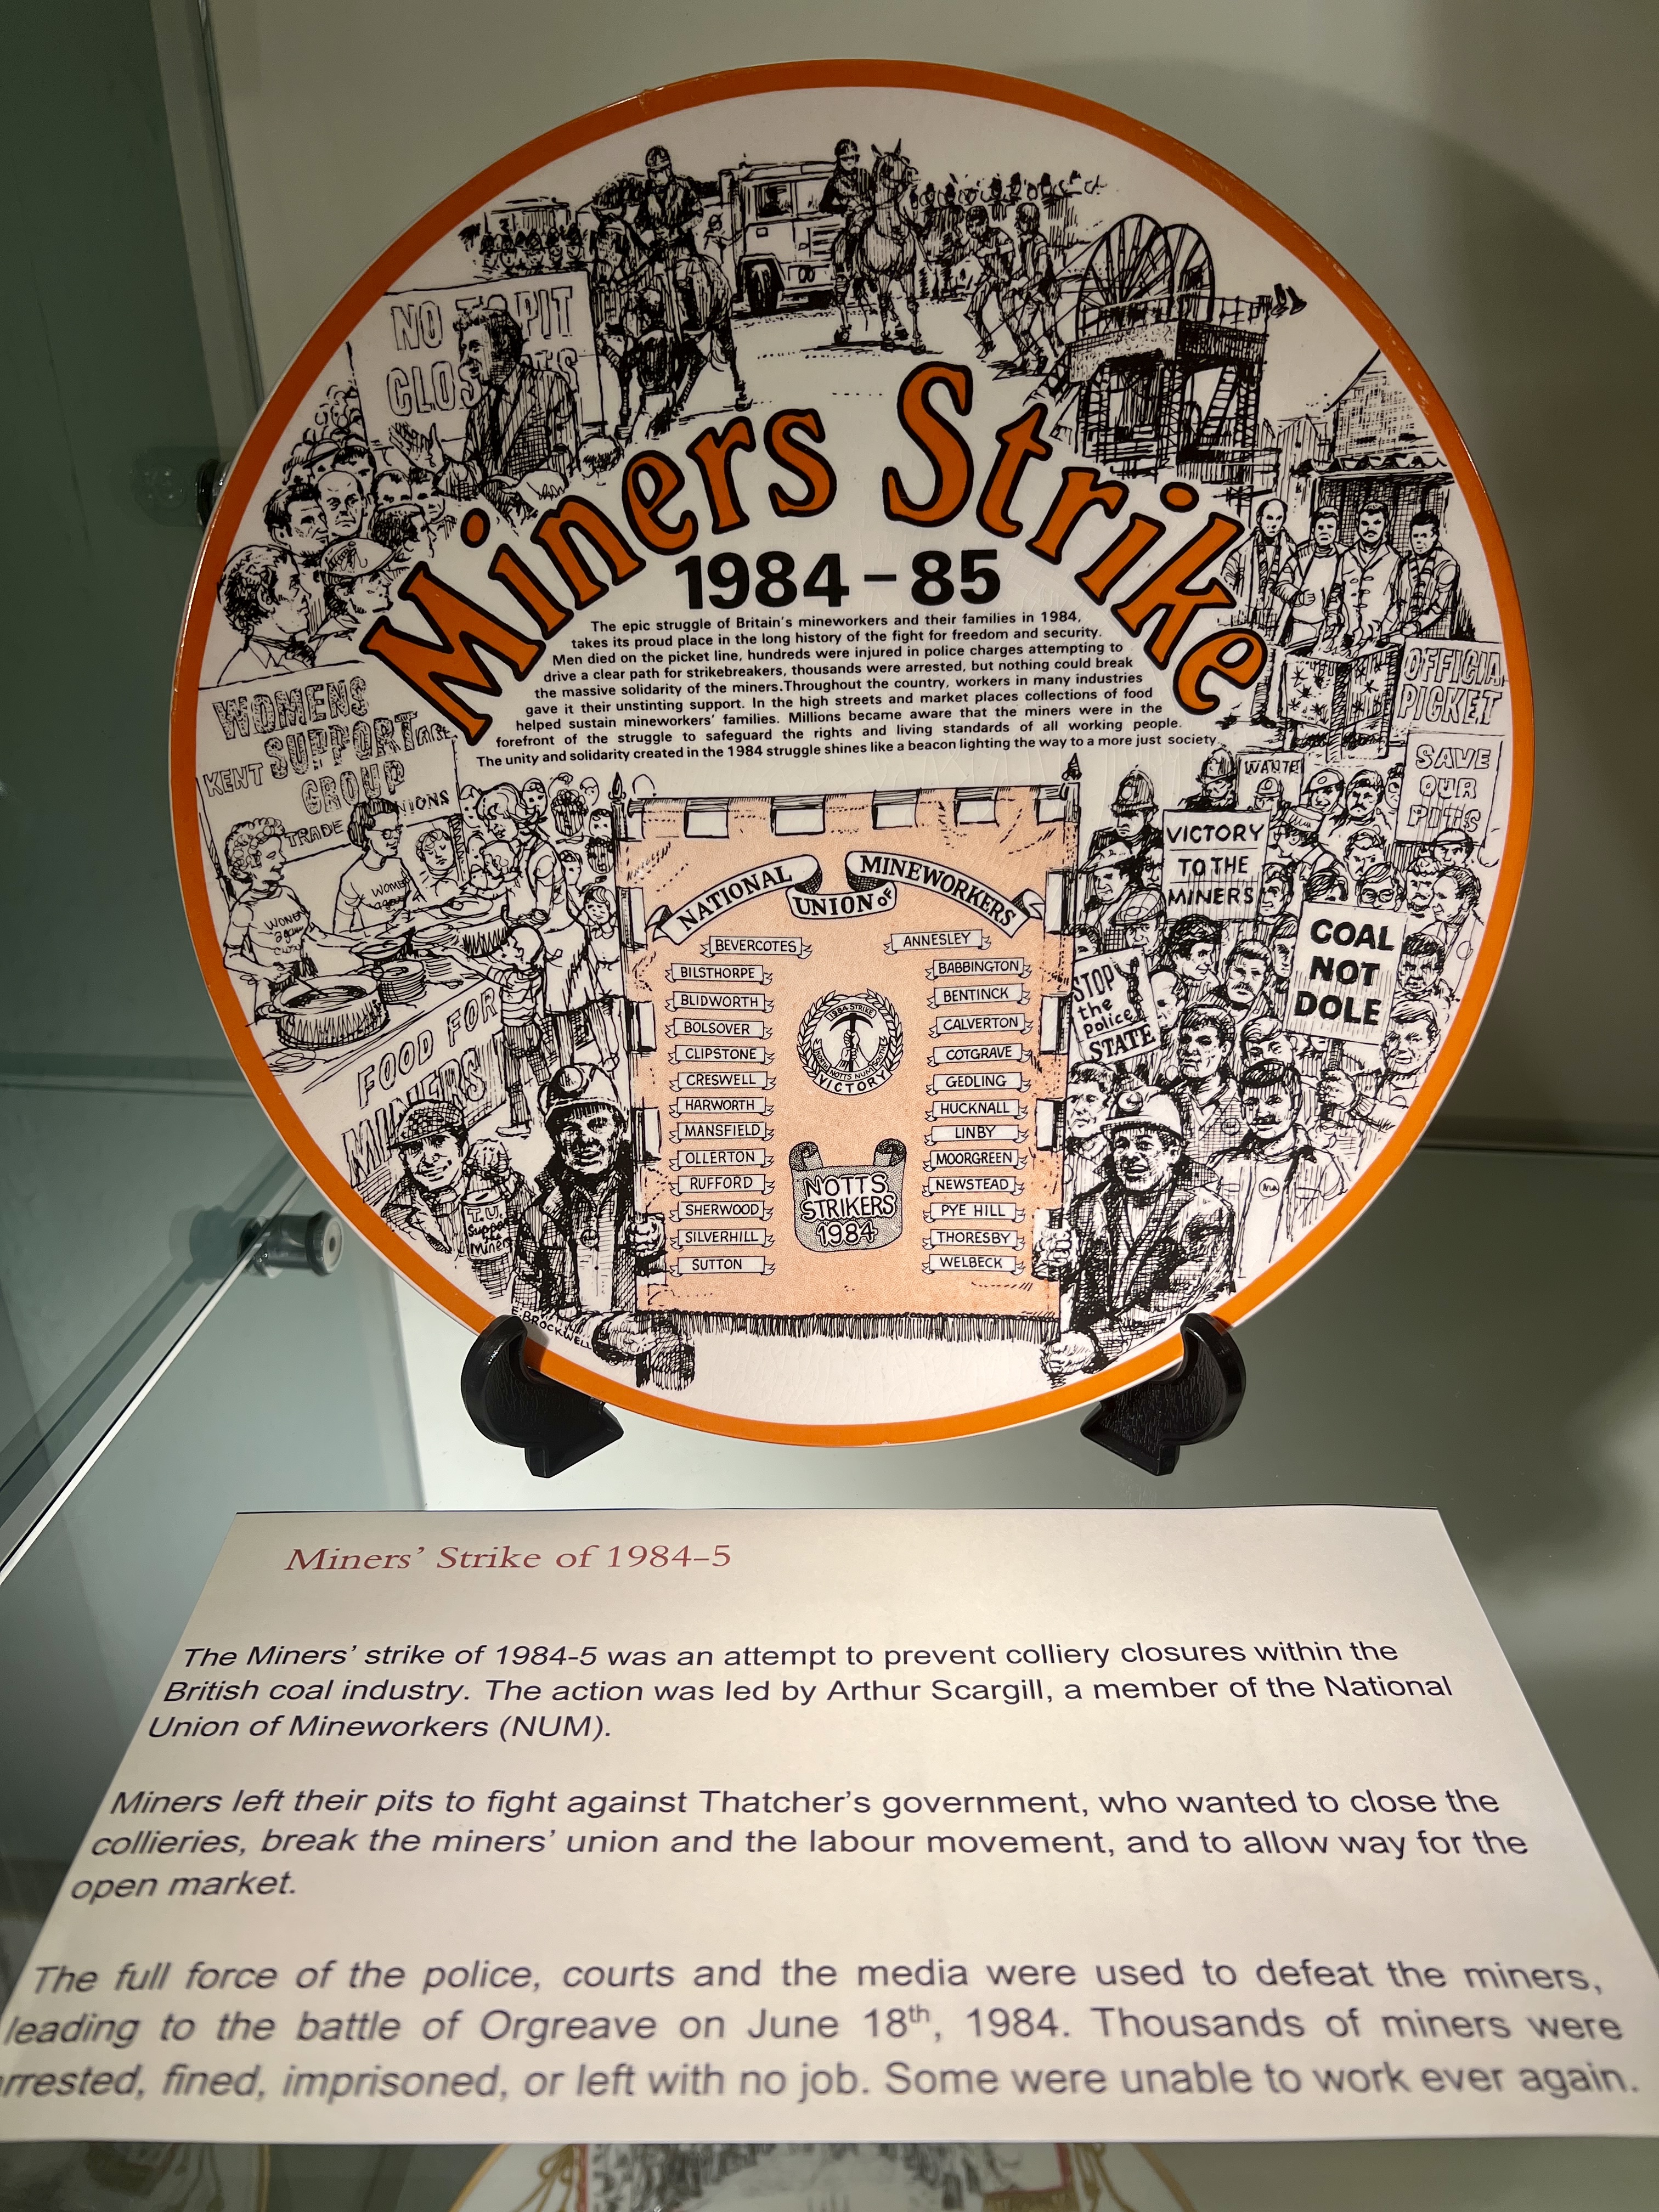 NO TO PIT
CLOS
Miners Strike
1984-85
The epic struggle of Britain's mineworkers and their families in 1984,
takes its proud place in the long history of the fight for freedom and security.
Men died on the picket line, hundreds were injured in police charges attempting to
drive a clear path for strikebreakers, thousands were arrested, but nothing could break
the massive solidarity of the miners.Throughout the country, workers in many industries
gave it their unstinting support. In the high streets and market places collections of food
helped sustain mineworkers' families. Millions became aware that the miners were in the
forefront of the struggle to safeguard the rights and living standards of all working people.
The unity and solidarity created in the 1984 struggle shines like a beacon lighting the way to a more just society.
WOMENS
SUPPORT
KENT
GROUP
TRADE
FOOD FOR
MINERS
T.U.
Support
the
Miners
E.BROCKWELL
OFFICIAL
PICKET
SAVE
OUR
PITS
VICTORY
TO THE
MINERS
COAL
NOT
DOLE
STOP
the
Police
STATE
NATIONAL
UNION OF
MINEWORKERS
BEVERCOTES
BILSTHORPE
BLIDWORTH
BOLSOVER
CLIPSTONE
CRESWELL
HARWORTH
MANSFIELD
OLLERTON
RUFFORD
SHERWOOD
SILVERHILL
SUTTON
ANNESLEY
BABBINGTON
BENTINCK
CALVERTON
COTGRAVE
GEDLING
HUCKNALL
LINBY
MOORGREEN
NEWSTEAD
PYE HILL
THORESBY
WELBECK
1984 STRIKE
VICTORY
NOTTS
STRIKERS
1984
Miners' Strike of 1984-5
The Miners' strike of 1984-5 was an attempt to prevent colliery closures within the
British coal industry. The action was led by Arthur Scargill, a member of the National
Union of Mineworkers (NUM).
Miners left their pits to fight against Thatcher's government, who wanted to close the
collieries, break the miners' union and the labour movement, and to allow way for the
open market.
The full force of the police, courts and the media were used to defeat the miners,
leading to the battle of Orgreave on June 18th, 1984. Thousands of miners were
rrested, fined, imprisoned, or left with no job. Some were unable to work ever again.